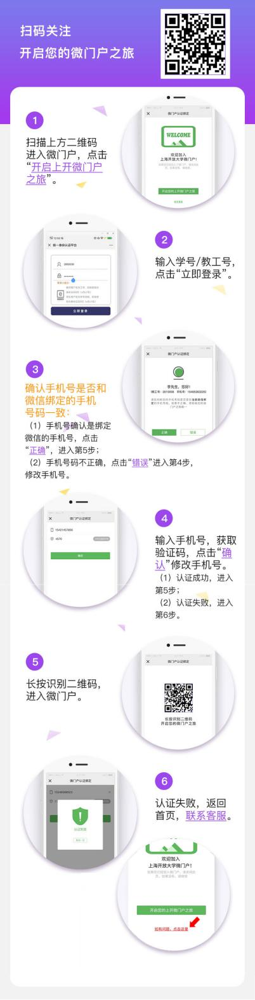 扫码关注
开启您的微门户之旅
1
扫描上方二维码
进入微门户，点击
“开启上开微门户
之旅”。
微门户认证绑定
WELCOME
欢迎加入
上海开放大学微门户！
开启您的上开微门户之旅
2
输入学号/教工号，
点击“立即登录”。
统一身份认证平台
立即登录
3
确认手机号是否和
微信绑定的手机
号码一致：
（1）手机号确认是绑定
微信的手机号，点击
“正确”，进入第5步；
（2）手机号码不正确，点击“错误”进入第4步，
修改手机号。
微门户认证绑定
李先生，您好！
正确
错误
4
输入手机号，获取
验证码，点击“确
认”修改手机号。
（1）认证成功，进入
第5步；
（2）认证失败，进入
第6步。
微门户认证绑定
15421457856
4570
确定
5
长按识别二维码，
进入微门户。
微门户认证绑定
长按识别二维码
开启您的微门户之旅
6
认证失败，返回
首页，联系客服。
微门户认证绑定
认证失败
欢迎加入
上海开放大学微门户！
开启您的上开微门户之旅
如有问题，点击这里